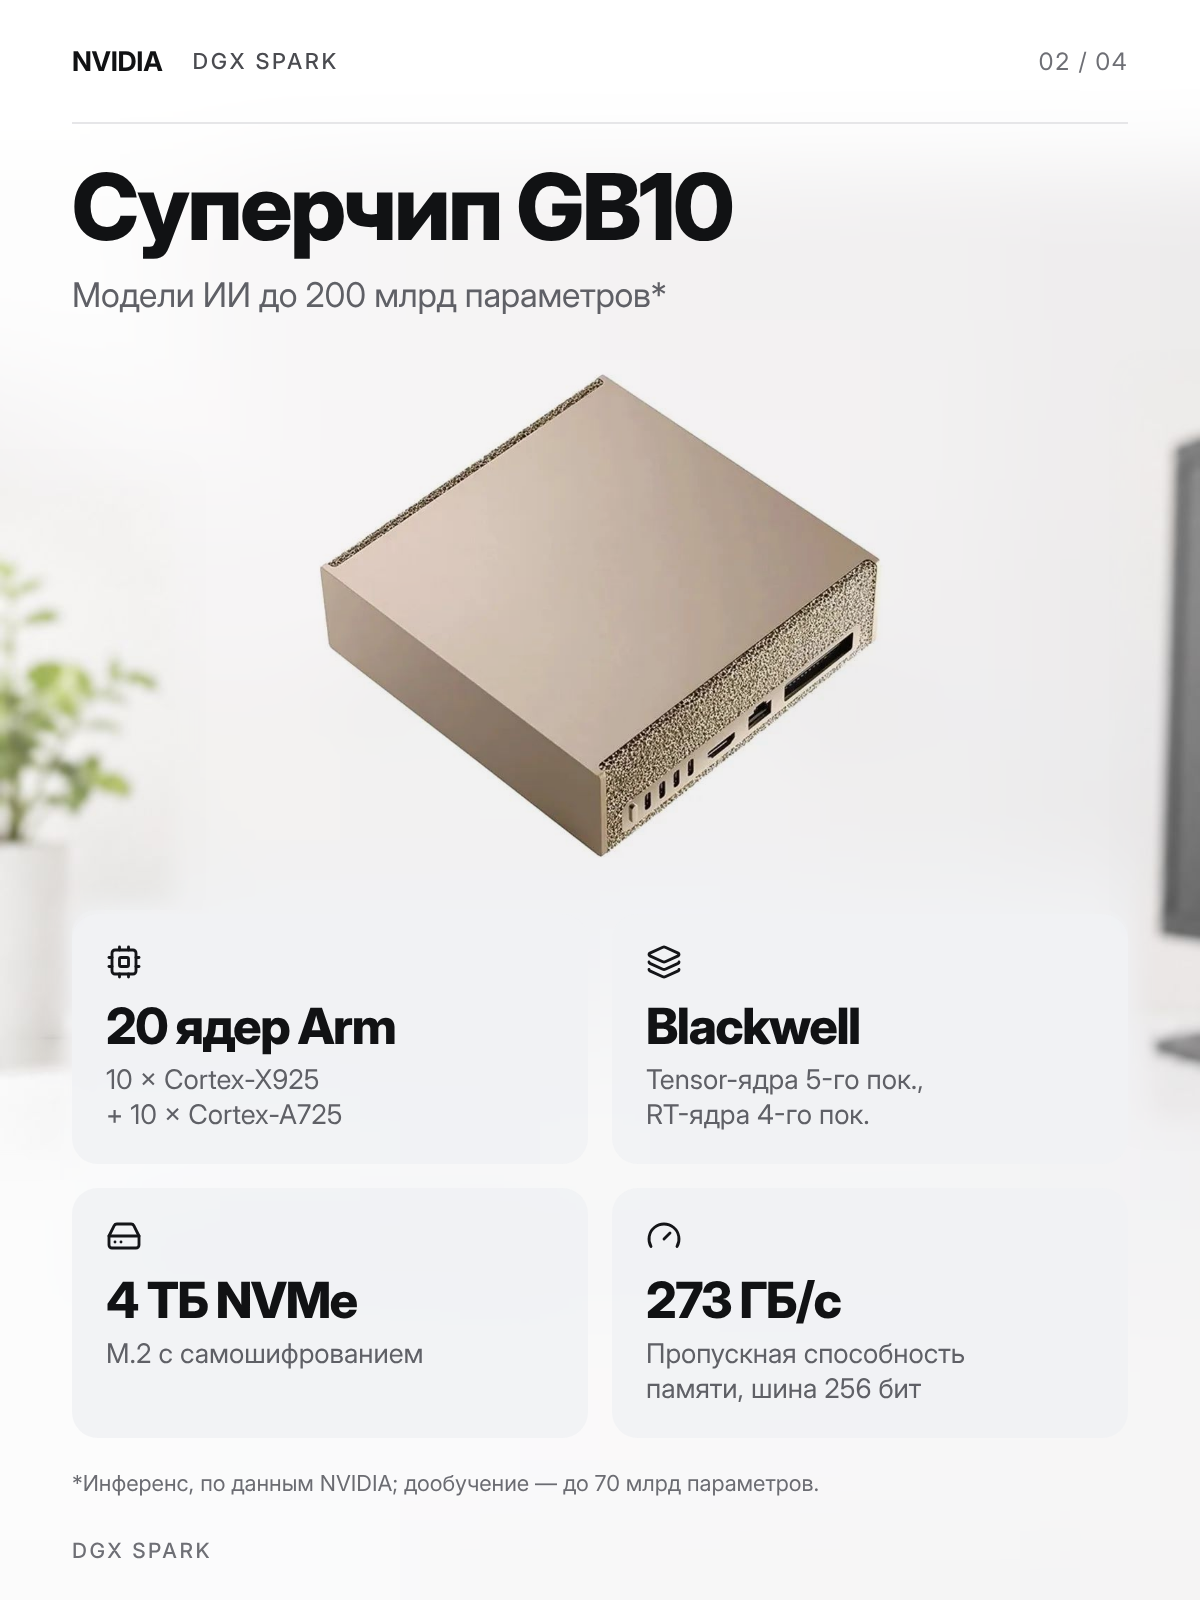 NVIDIA DGX SPARK 02 / 04
Суперчип GB10
Модели ИИ до 200 млрд параметров*
20 ядер Arm
10 × Cortex-X925
+ 10 × Cortex-A725
Blackwell
Tensor-ядра 5-го пок.,
RT-ядра 4-го пок.
4 ТБ NVMe
M.2 с самошифрованием
273 ГБ/с
Пропускная способность
памяти, шина 256 бит
*Инференс, по данным NVIDIA; дообучение — до 70 млрд параметров.
DGX SPARK